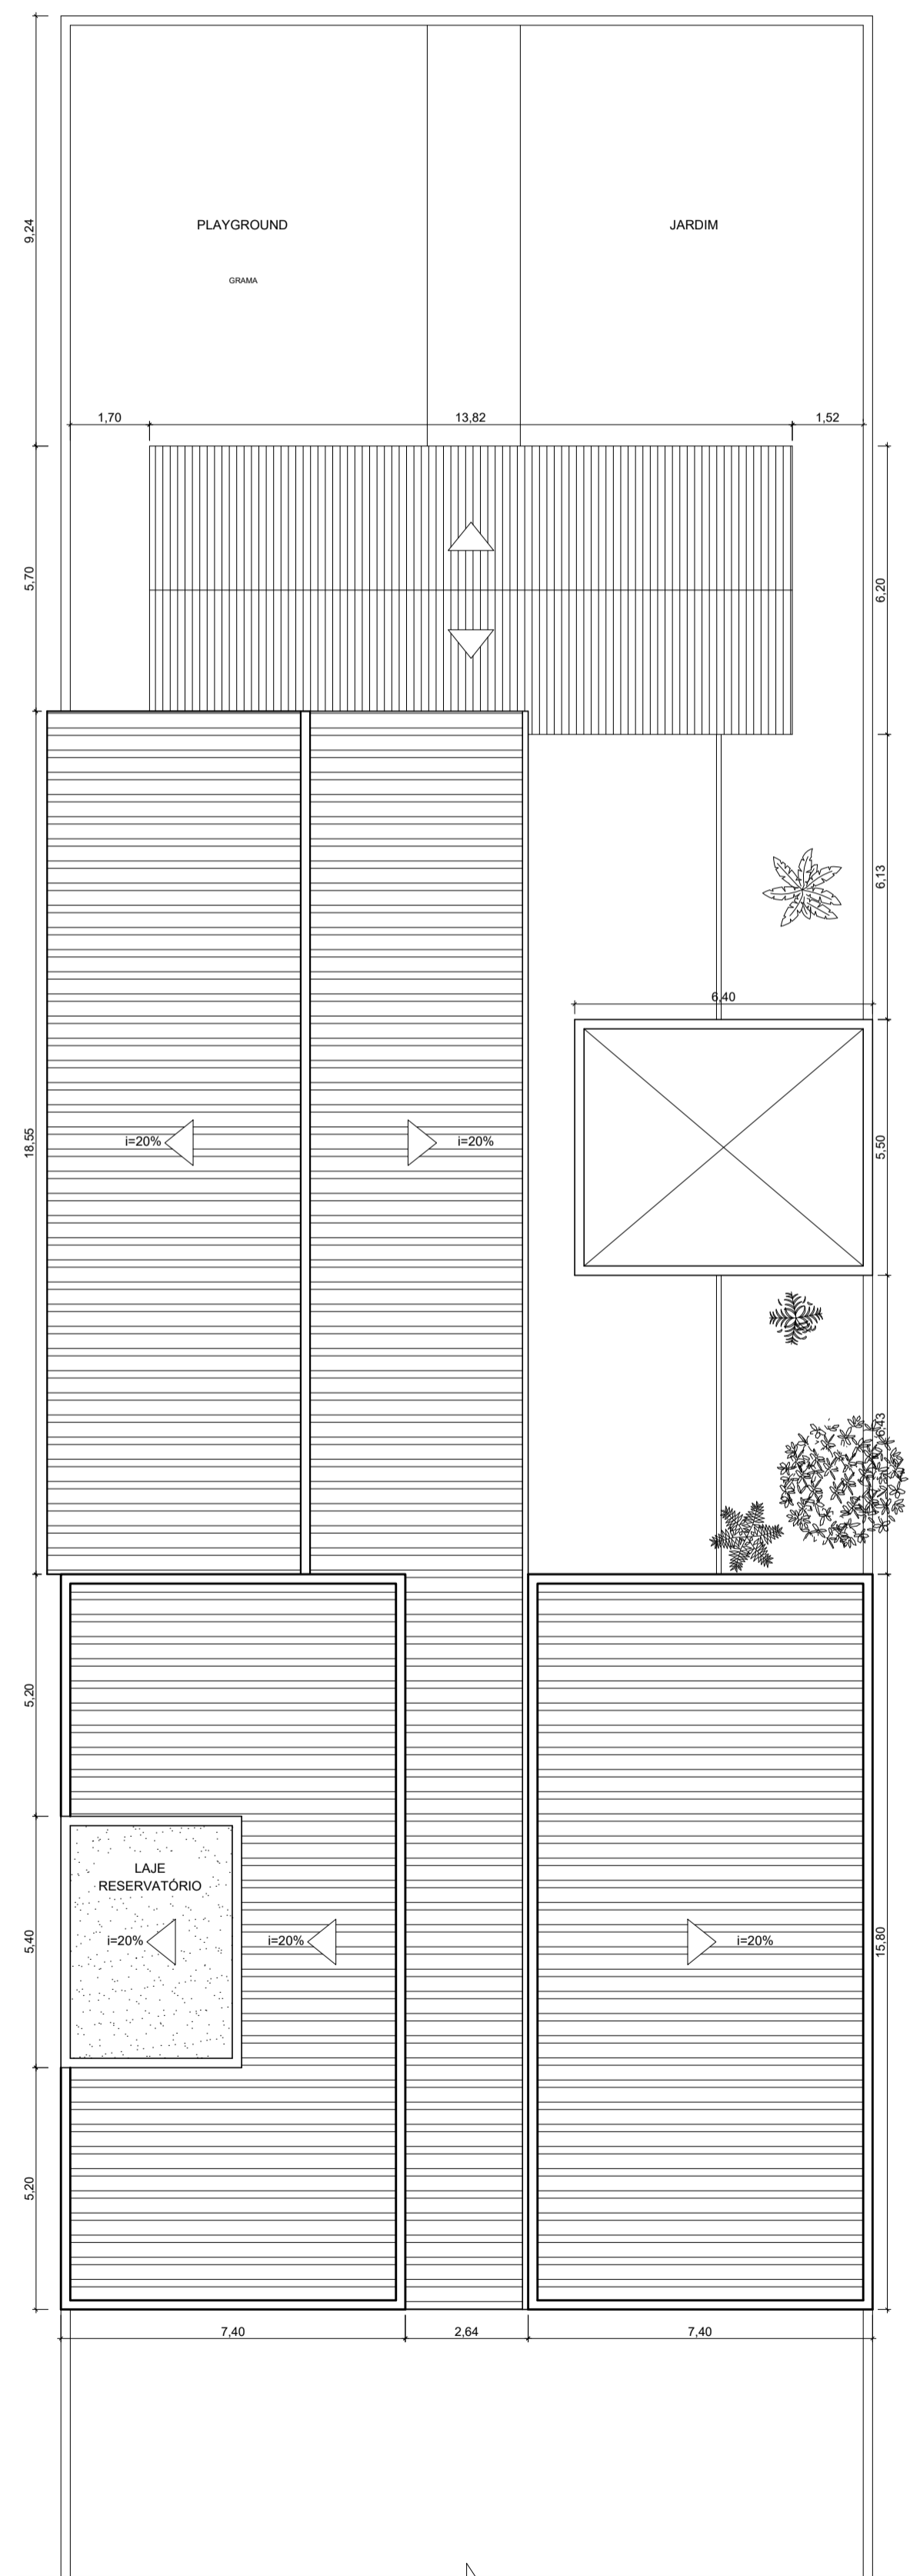 PLAYGROUND
JARDIM
GRAMA
9,24
1,70
13,82
1,52
5,70
6,20
6,13
6,40
18,55
i=20%
i=20%
5,50
6,43
5,20
LAJE
RESERVATÓRIO
5,40
i=20%
i=20%
i=20%
15,80
5,20
7,40
2,64
7,40